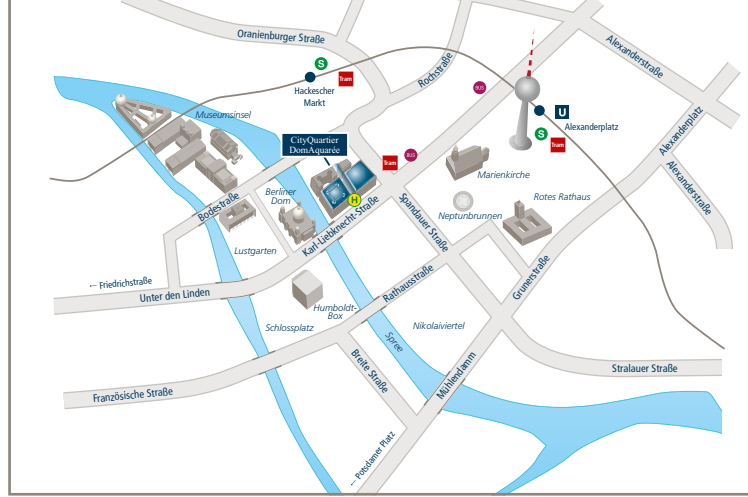 Oranienburger Straße
Alexanderstraße
S
Tram
Rochstraße
Hackescher
Markt
BUS
U
Alexanderplatz
S
Tram
Alexanderplatz
Museumsinsel
CityQuartier
DomAquarée
Tram
BUS
Marienkirche
Alexanderstraße
Berliner
Dom
H
Rotes Rathaus
Bodestraße
Neptunbrunnen
Spandauer Straße
Karl-Liebknecht-Straße
Lustgarten
← Friedrichstraße
Unter den Linden
Rathausstraße
Grunerstraße
Humboldt-
Box
Schlossplatz
Nikolaiviertel
Spree
Breite Straße
Mühlendamm
Stralauer Straße
Französische Straße
← Potsdamer Platz